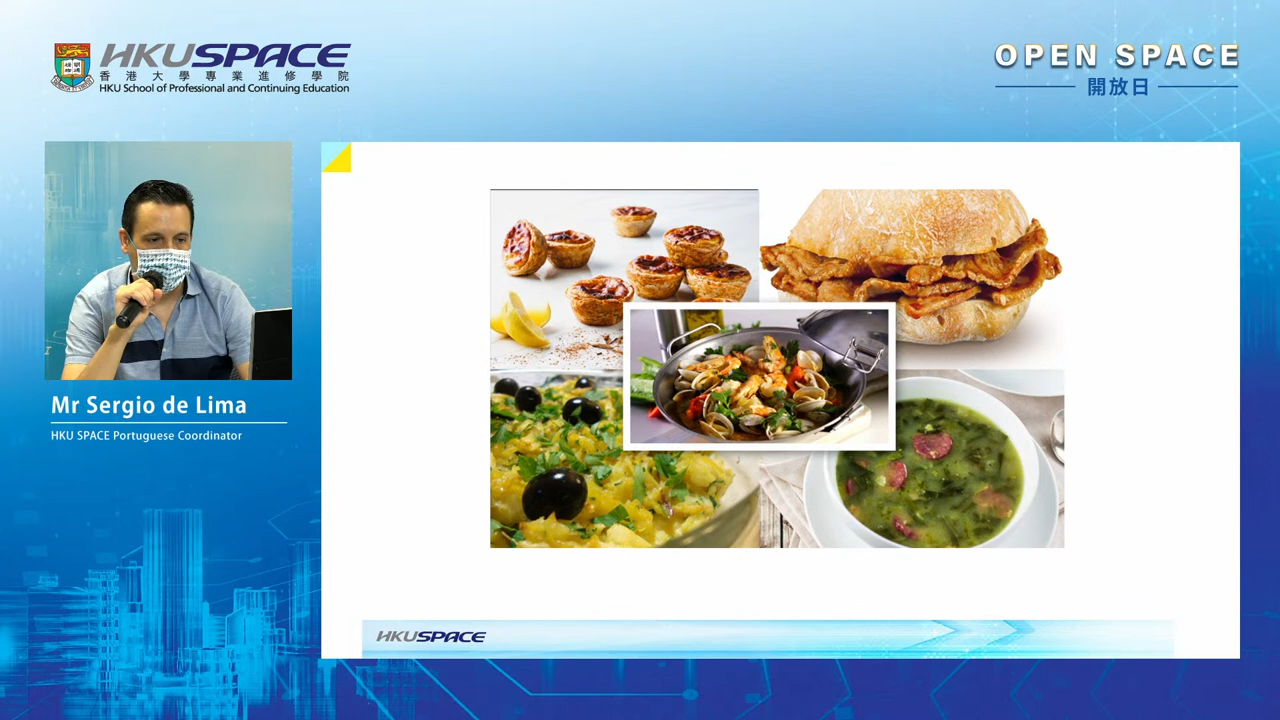 HKUSPACE
香港大學專業進修學院
HKU School of Professional and Continuing Education
OPEN SPACE
開放日
Mr Sergio de Lima
HKU SPACE Portuguese Coordinator
HKUSPACE